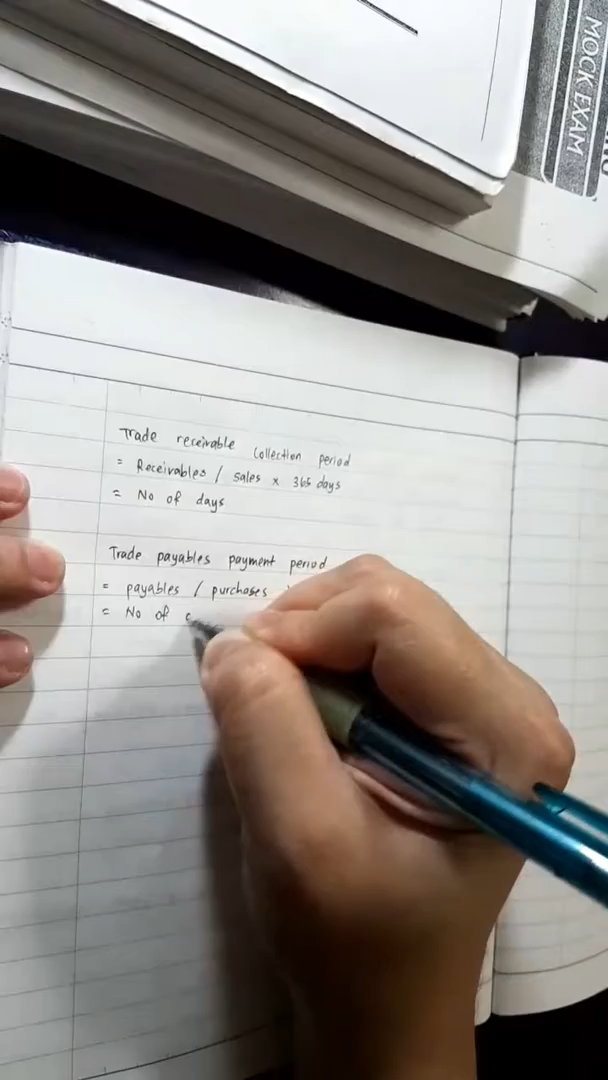 MOCK EXAM
Trade receivable collection period
= Receivables / sales x 365 days
= No of days
Trade payables payment period
= payables / purchases
= No of